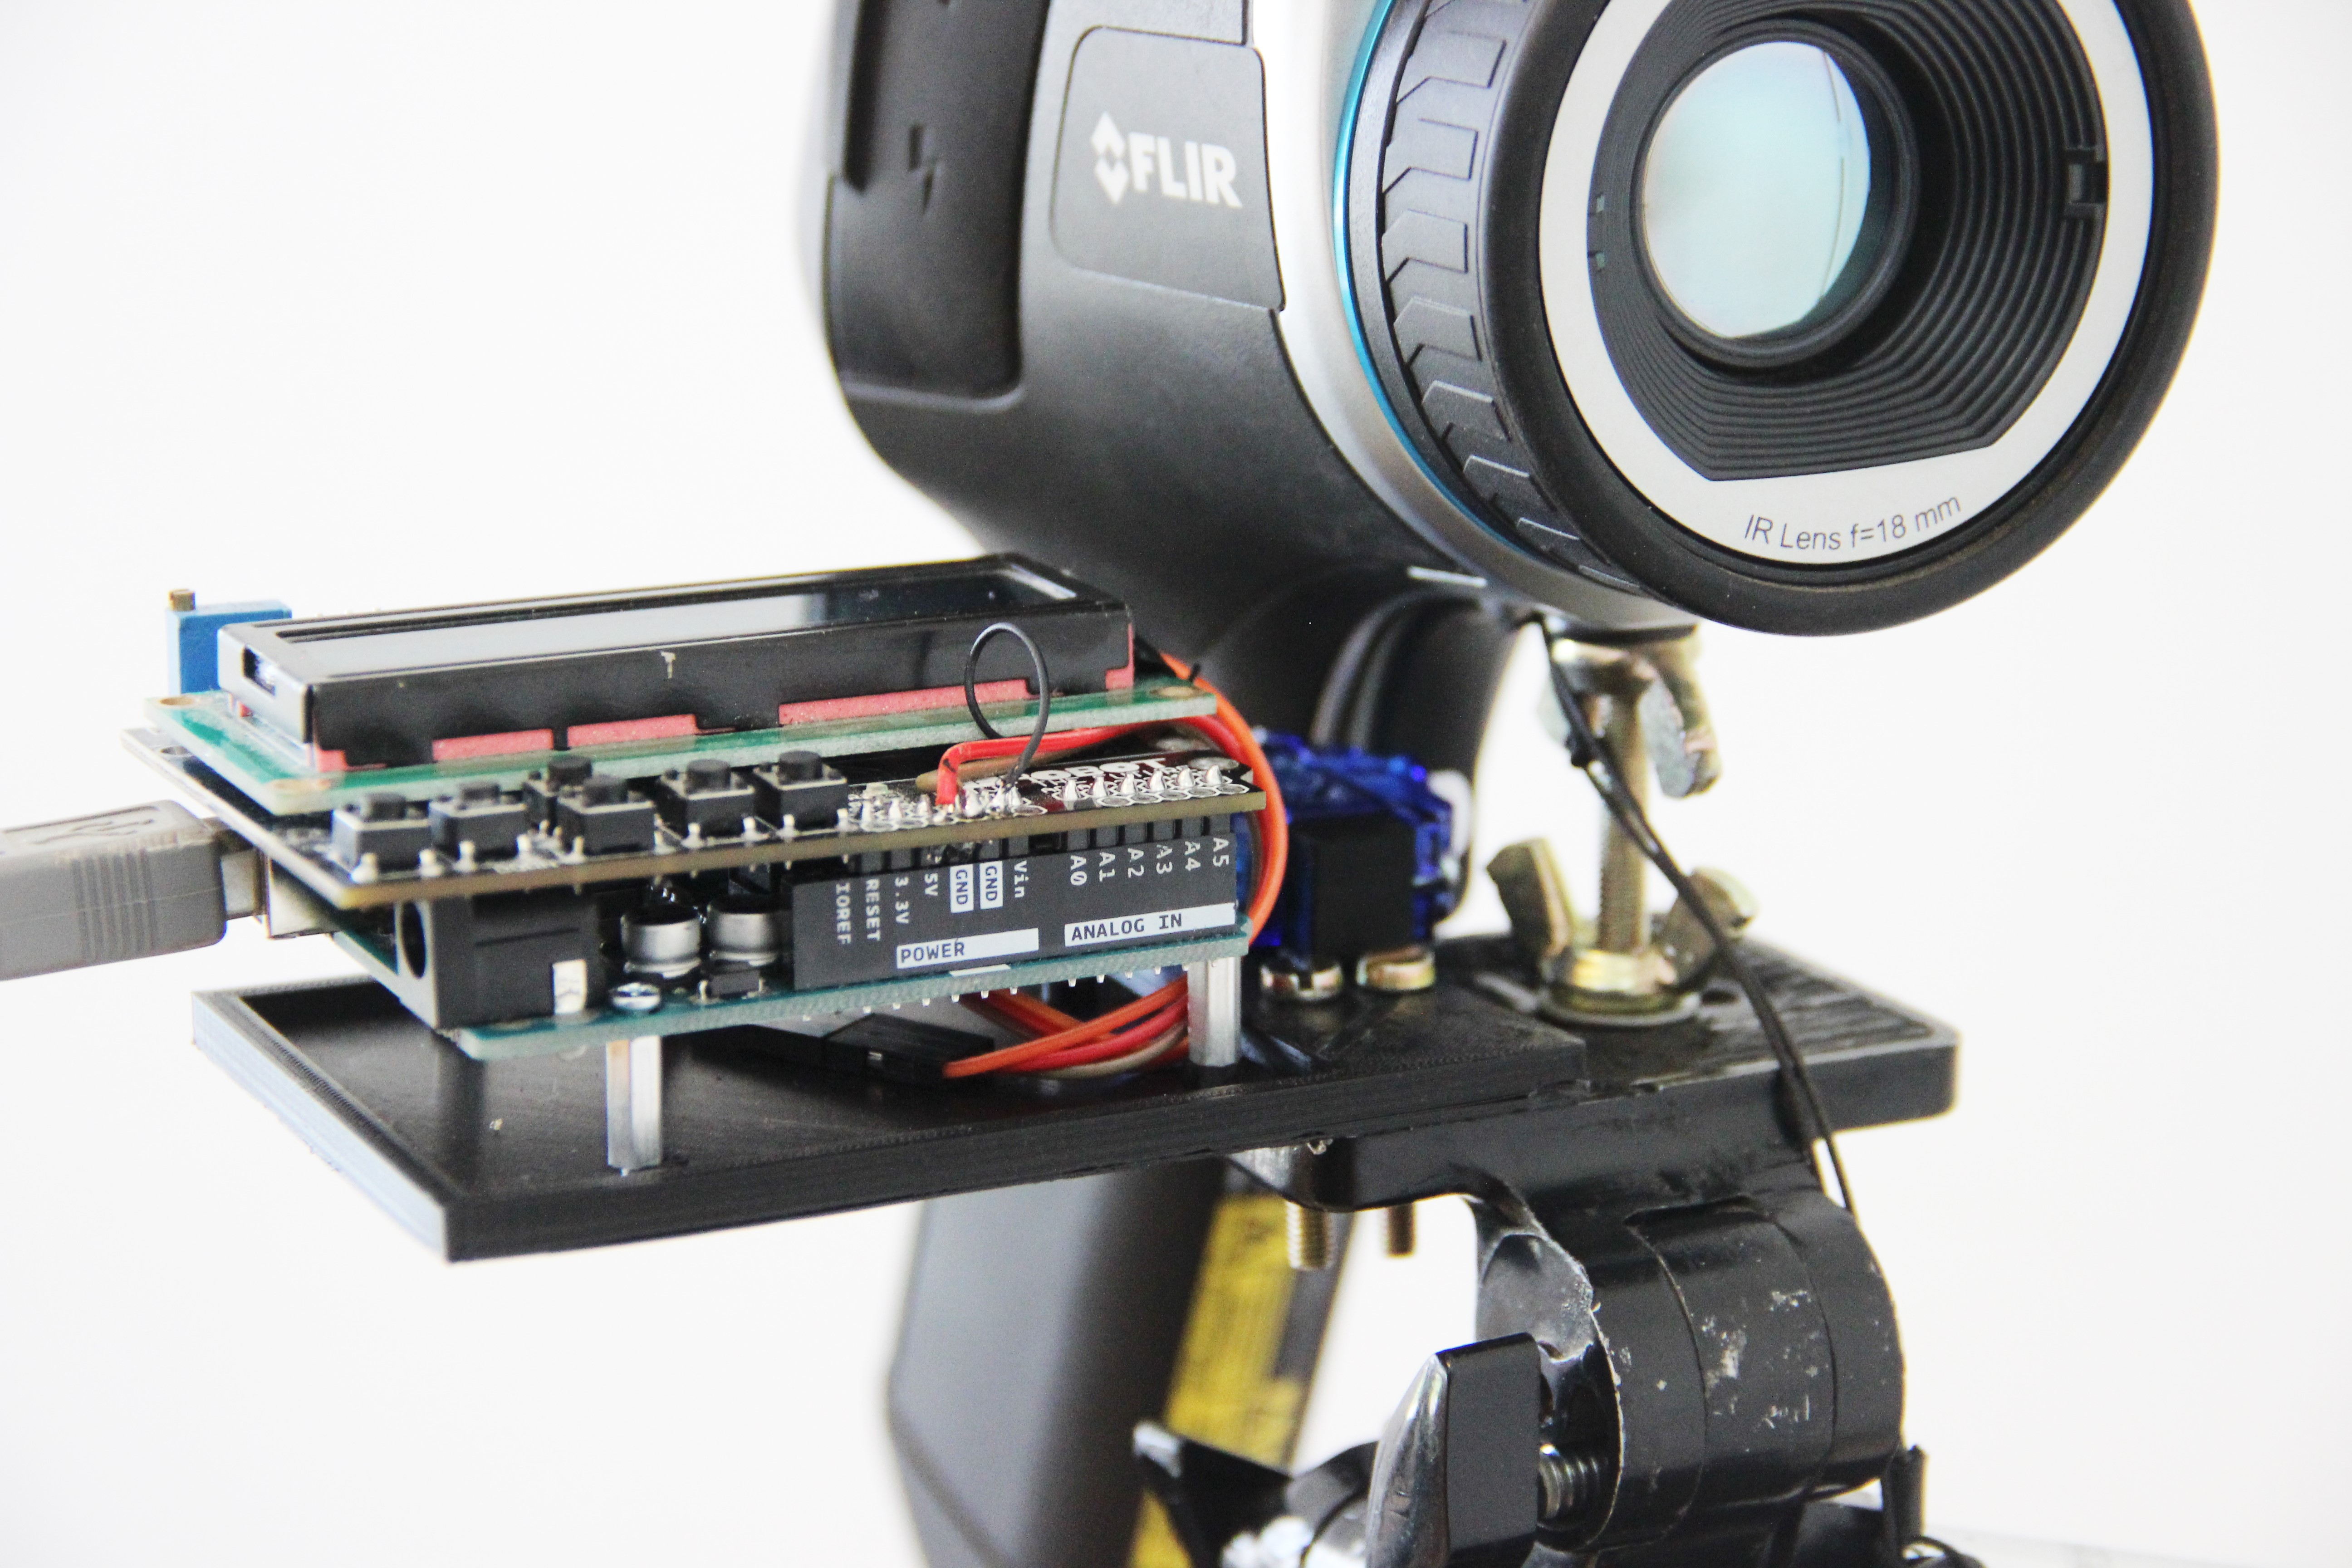 FLIR
IR Lens f=18 mm
IOREF
RESET
3.3V
5V
GND
GND
Vin
A0
A1
A2
A3
A4
A5
POWER
ANALOG IN